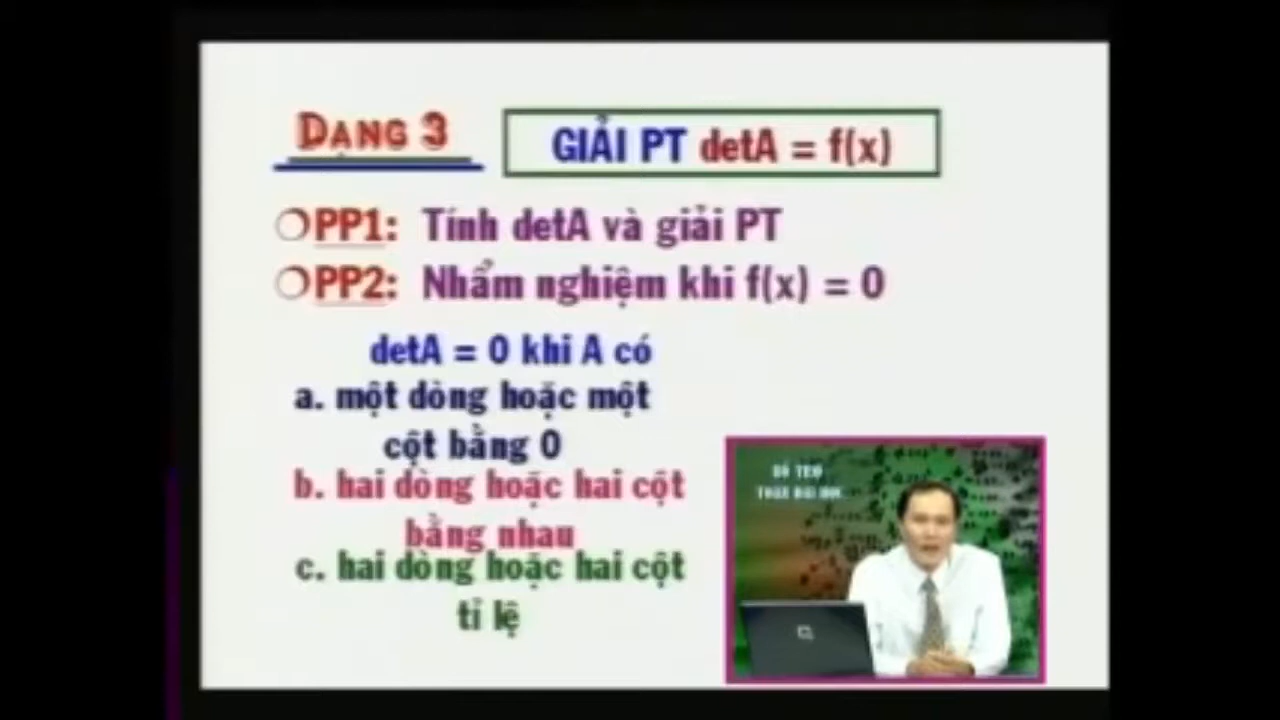 DẠNG 3
GIẢI PT detA = f(x)
PP1: Tính detA và giải PT
PP2: Nhẩm nghiệm khi f(x) = 0
detA = 0 khi A có
a. một dòng hoặc một
cột bằng 0
b. hai dòng hoặc hai cột
bằng nhau
c. hai dòng hoặc hai cột
tỉ lệ